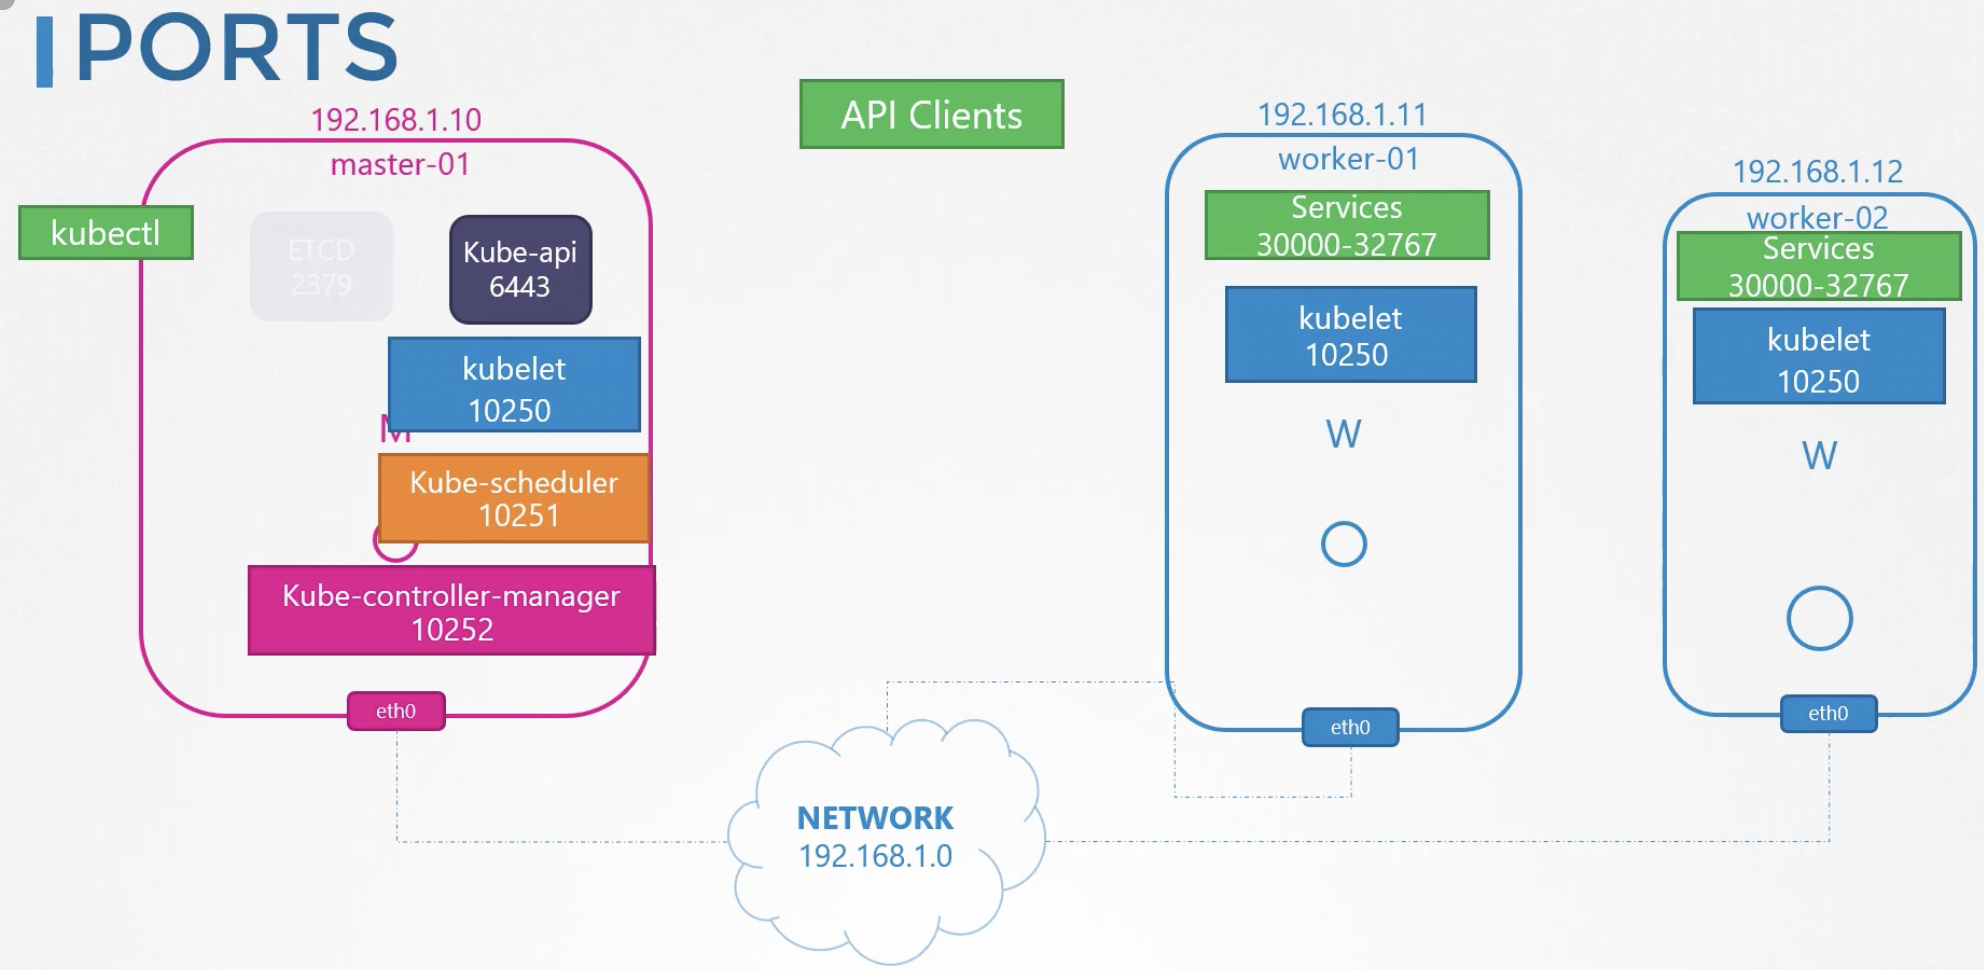 PORTS
192.168.1.10
master-01
kubectl
ETCD
2379
Kube-api
6443
kubelet
10250
M
Kube-scheduler
10251
Kube-controller-manager
10252
eth0
API Clients
192.168.1.11
worker-01
Services
30000-32767
kubelet
10250
W
eth0
192.168.1.12
worker-02
Services
30000-32767
kubelet
10250
W
eth0
NETWORK
192.168.1.0